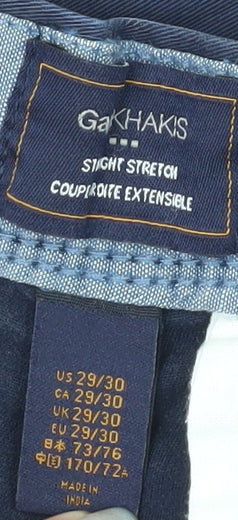 GaKHAKIS
STAIGHT STRETCH
COUPE DROITE EXTENSIBLE
US 29/30
CA 29/30
UK 29/30
EU 29/30
日本 73/76
中国 170/72A
MADE IN
INDIA